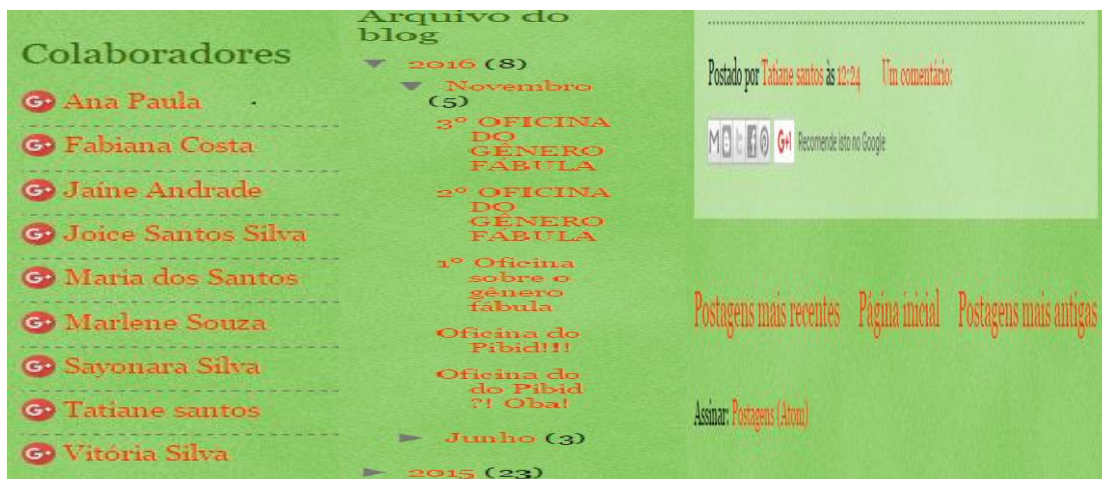 Colaboradores
Ana Paula
Fabiana Costa
Jaíne Andrade
Joice Santos Silva
Maria dos Santos
Marlene Souza
Sayonara Silva
Tatiane santos
Vitória Silva
Arquivo do
blog
▼ 2016 (8)
▼ Novembro
(5)
3º OFICINA
DO
GÊNERO
FÁBULA
2º OFICINA
DO
GÊNERO
FÁBULA
1º Oficina
sobre o
gênero
fábula
Oficina do
Pibid!!!
Oficina do
do Pibid
?! Oba!
► Junho (3)
► 2015 (23)
Postado por Tatiane santos às 12:24 Um comentário:
G+1 Recomende isto no Google
Postagens mais recentes Página inicial Postagens mais antigas
Assinar: Postagens (Atom)